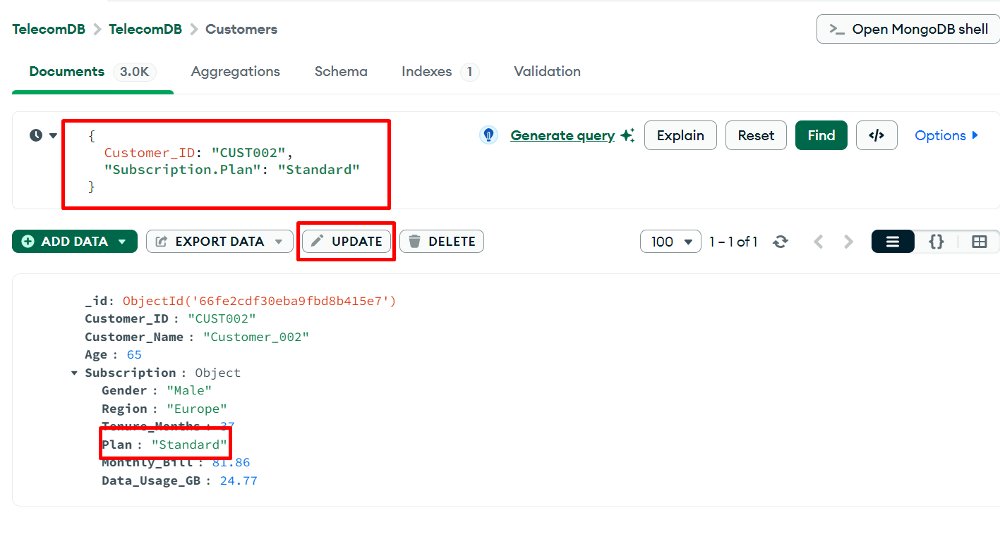 TelecomDB > TelecomDB > Customers
>_ Open MongoDB shell
Documents 3.0K Aggregations Schema Indexes 1 Validation
{
Customer_ID: "CUST002",
"Subscription.Plan": "Standard"
}
Generate query Explain Reset Find </> Options
ADD DATA EXPORT DATA UPDATE DELETE 100 1 – 1 of 1 {}
_id: ObjectId('66fe2cdf30eba9fbd8b415e7')
Customer_ID : "CUST002"
Customer_Name : "Customer_002"
Age : 65
Subscription : Object
Gender : "Male"
Region : "Europe"
Tenure_Months : 37
Plan : "Standard"
Monthly_Bill : 81.86
Data_Usage_GB : 24.77